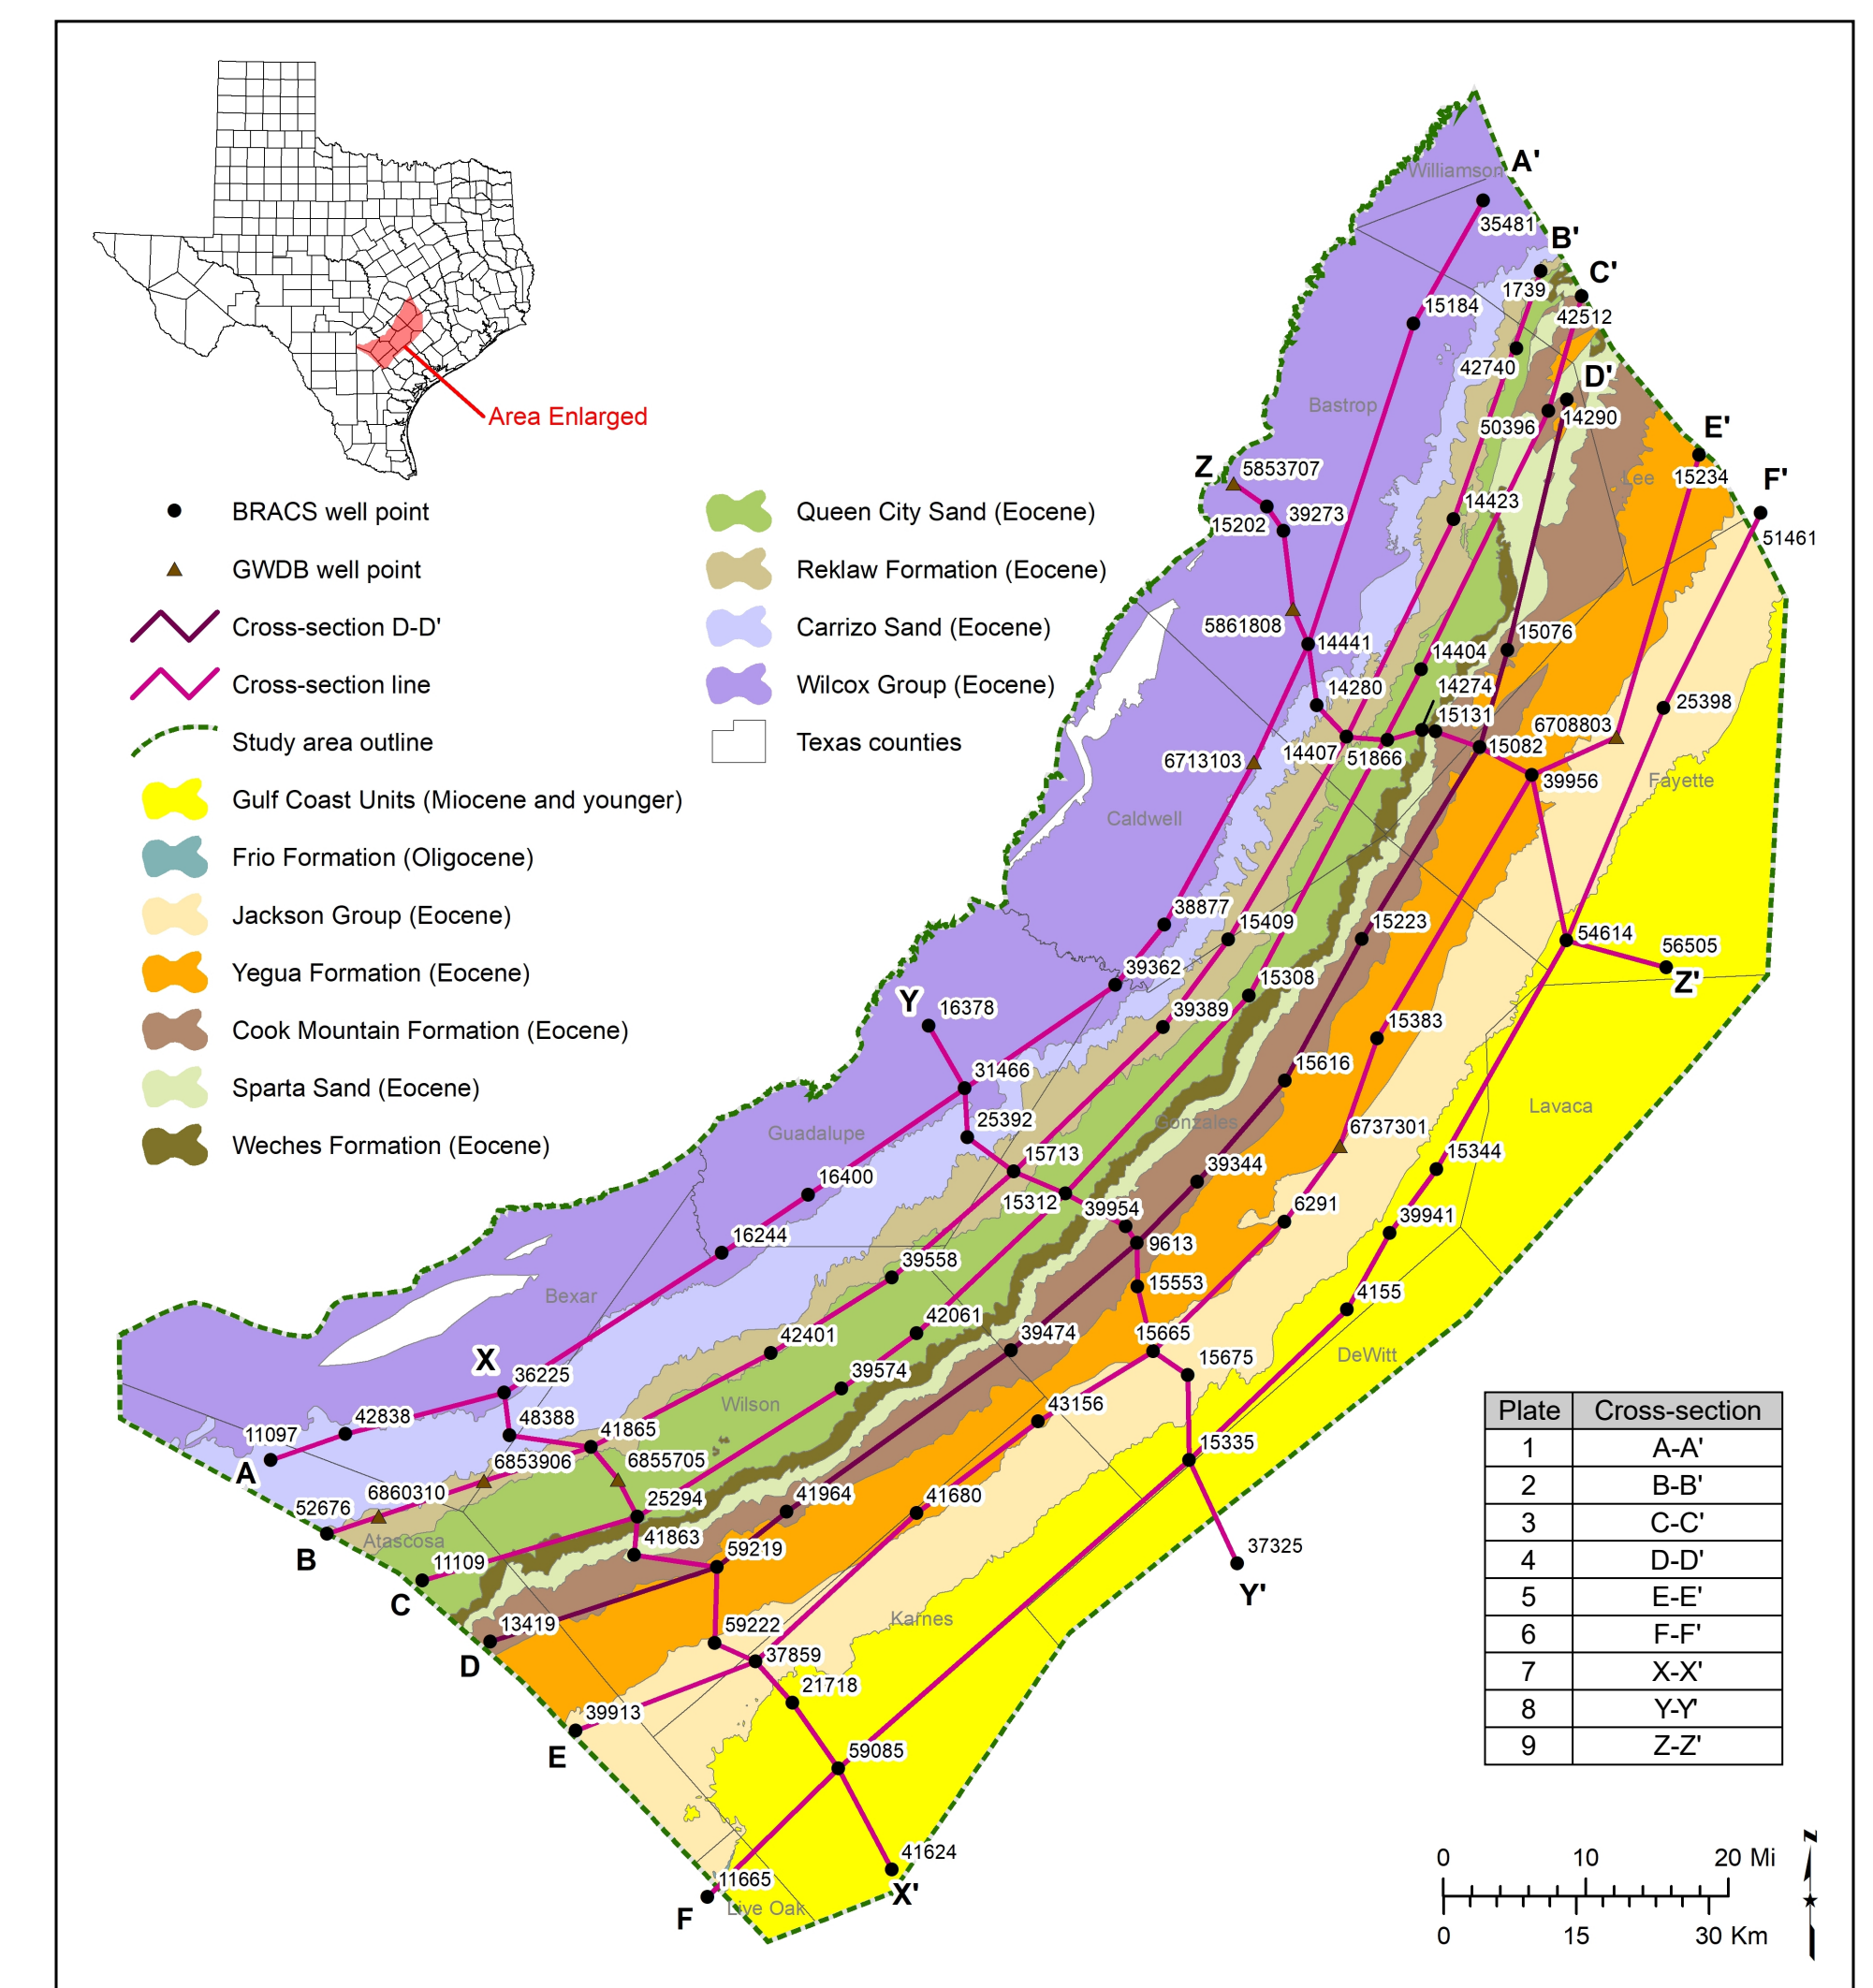 Area Enlarged
BRACS well point
GWDB well point
Cross-section D-D'
Cross-section line
Study area outline
Gulf Coast Units (Miocene and younger)
Frio Formation (Oligocene)
Jackson Group (Eocene)
Yegua Formation (Eocene)
Cook Mountain Formation (Eocene)
Sparta Sand (Eocene)
Weches Formation (Eocene)
Queen City Sand (Eocene)
Reklaw Formation (Eocene)
Carrizo Sand (Eocene)
Wilcox Group (Eocene)
Texas counties
A'
Williamson
35481
B'
C'
1739
15184
42512
42740
D'
Bastrop
14290
50396
E'
Z
5853707
15234
Lee
F'
14423
39273
15202
51461
5861808
14441
15076
14404
14280
14274
25398
15131
6708803
14407
51866
15082
6713103
39956
Fayette
Caldwell
38877
15409
15223
54614
56505
Z'
39362
15308
Y
16378
39389
15383
31466
15616
Lavaca
25392
Gonzales
6737301
Guadalupe
15713
15344
16400
39344
15312
39954
6291
39941
16244
9613
39558
15553
Bexar
4155
42061
42401
39474
15665
DeWitt
X
15675
36225
39574
Wilson
48388
43156
42838
41865
11097
15335
A
6853906
6855705
6860310
52676
25294
41964
41680
Atascosa
41863
B
11109
59219
37325
C
Y'
13419
59222
Karnes
D
37859
21718
39913
E
59085
41624
11665
X'
F
Live Oak
Plate Cross-section
1 A-A'
2 B-B'
3 C-C'
4 D-D'
5 E-E'
6 F-F'
7 X-X'
8 Y-Y'
9 Z-Z'
0 10 20 Mi
0 15 30 Km
N